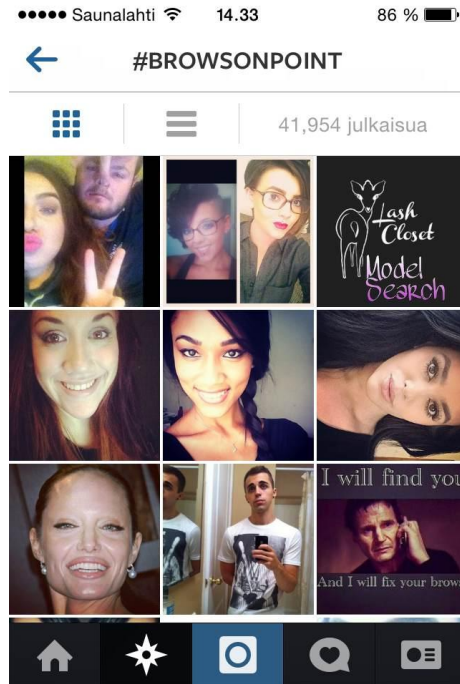 Saunalahti 14.33 86 %
#BROWSONPOINT
41,954 julkaisua
Lash
Closet
Model
Search
I will find you
And I will fix your brows